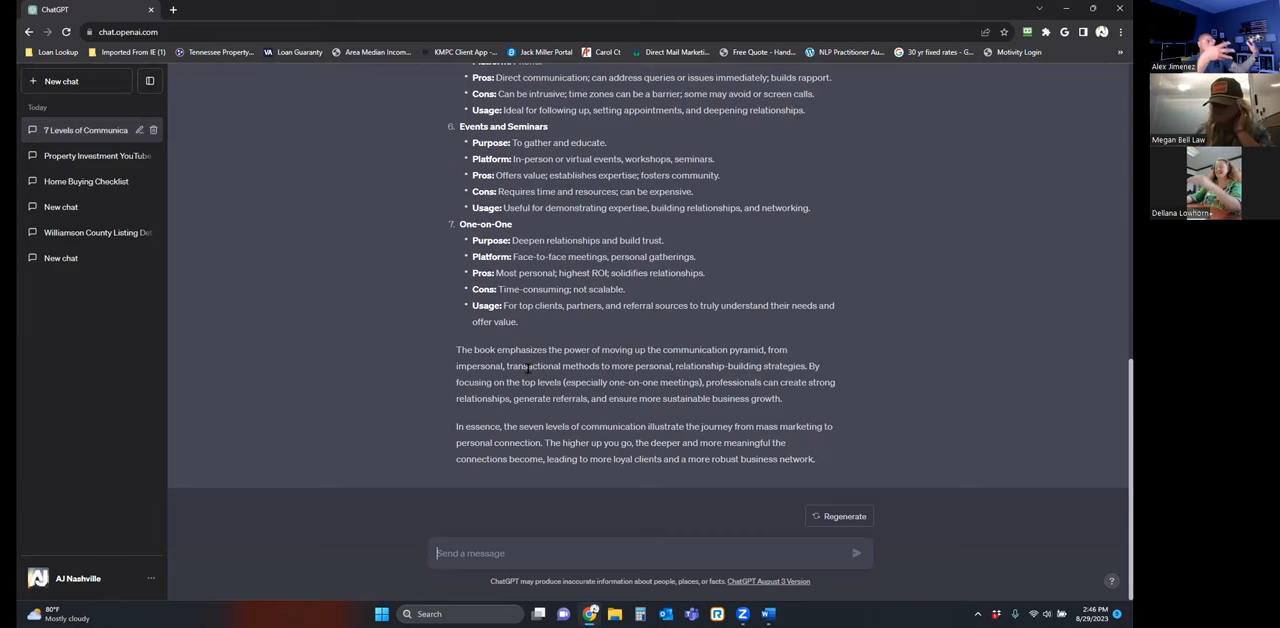 ChatGPT
chat.openai.com
Loan Lookup
Imported From IE (1)
Tennessee Property...
VA Loan Guaranty
Area Median Incom...
KMPC Client App -...
Jack Miller Portal
Carol Ct
Direct Mail Marketi...
Free Quote - Hand...
NLP Practitioner Au...
30 yr fixed rates - G...
Motivity Login
»
+ New chat
Today
7 Levels of Communica
Property Investment YouTube
Home Buying Checklist
New chat
Williamson County Listing Det
New chat
AJ Nashville
...
• Pros: Direct communication; can address queries or issues immediately; builds rapport.
• Cons: Can be intrusive; time zones can be a barrier; some may avoid or screen calls.
• Usage: Ideal for following up, setting appointments, and deepening relationships.
6. Events and Seminars
• Purpose: To gather and educate.
• Platform: In-person or virtual events, workshops, seminars.
• Pros: Offers value; establishes expertise; fosters community.
• Cons: Requires time and resources; can be expensive.
• Usage: Useful for demonstrating expertise, building relationships, and networking.
7. One-on-One
• Purpose: Deepen relationships and build trust.
• Platform: Face-to-face meetings, personal gatherings.
• Pros: Most personal; highest ROI; solidifies relationships.
• Cons: Time-consuming; not scalable.
• Usage: For top clients, partners, and referral sources to truly understand their needs and
offer value.
The book emphasizes the power of moving up the communication pyramid, from
impersonal, transactional methods to more personal, relationship-building strategies. By
focusing on the top levels (especially one-on-one meetings), professionals can create strong
relationships, generate referrals, and ensure more sustainable business growth.
In essence, the seven levels of communication illustrate the journey from mass marketing to
personal connection. The higher up you go, the deeper and more meaningful the
connections become, leading to more loyal clients and a more robust business network.
Regenerate
Send a message
ChatGPT may produce inaccurate information about people, places, or facts. ChatGPT August 3 Version
?
Alex Jimenez
Megan Bell Law
Dellana Lowhorn
80°F
Mostly cloudy
Search
2:46 PM
8/29/2023